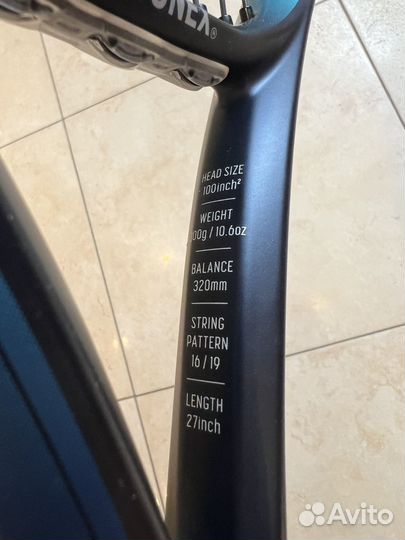 ONEX®
HEAD SIZE
100inch²
WEIGHT
00g / 10.6oz
BALANCE
320mm
STRING
PATTERN
16 / 19
LENGTH
27inch
Avito